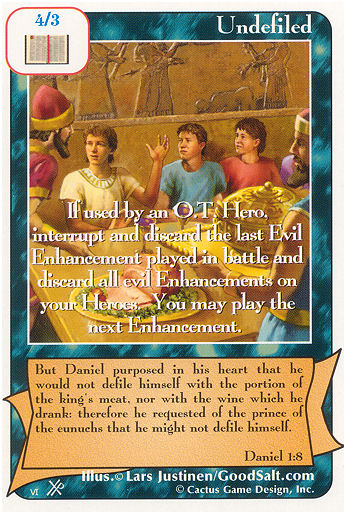 4/3
Undefiled
If used by an O.T. Hero,
interrupt and discard the last Evil
Enhancement played in battle and
discard all evil Enhancements on
your Heroes. You may play the
next Enhancement.
But Daniel purposed in his heart that he
would not defile himself with the portion of
the king's meat, nor with the wine which he
drank: therefore he requested of the prince of
the eunuchs that he might not defile himself.
Daniel 1:8
Illus.© Lars Justinen/GoodSalt.com
VI
© Cactus Game Design, Inc.